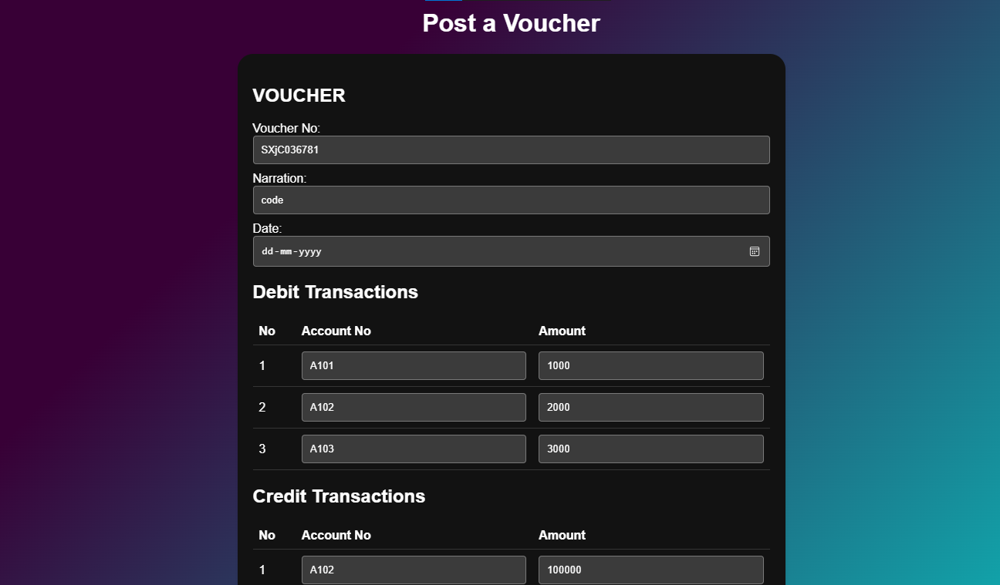 Post a Voucher
VOUCHER
Voucher No:
SXjC036781
Narration:
code
Date:
dd-mm-yyyy
Debit Transactions
No Account No Amount
1 A101 1000
2 A102 2000
3 A103 3000
Credit Transactions
No Account No Amount
1 A102 100000